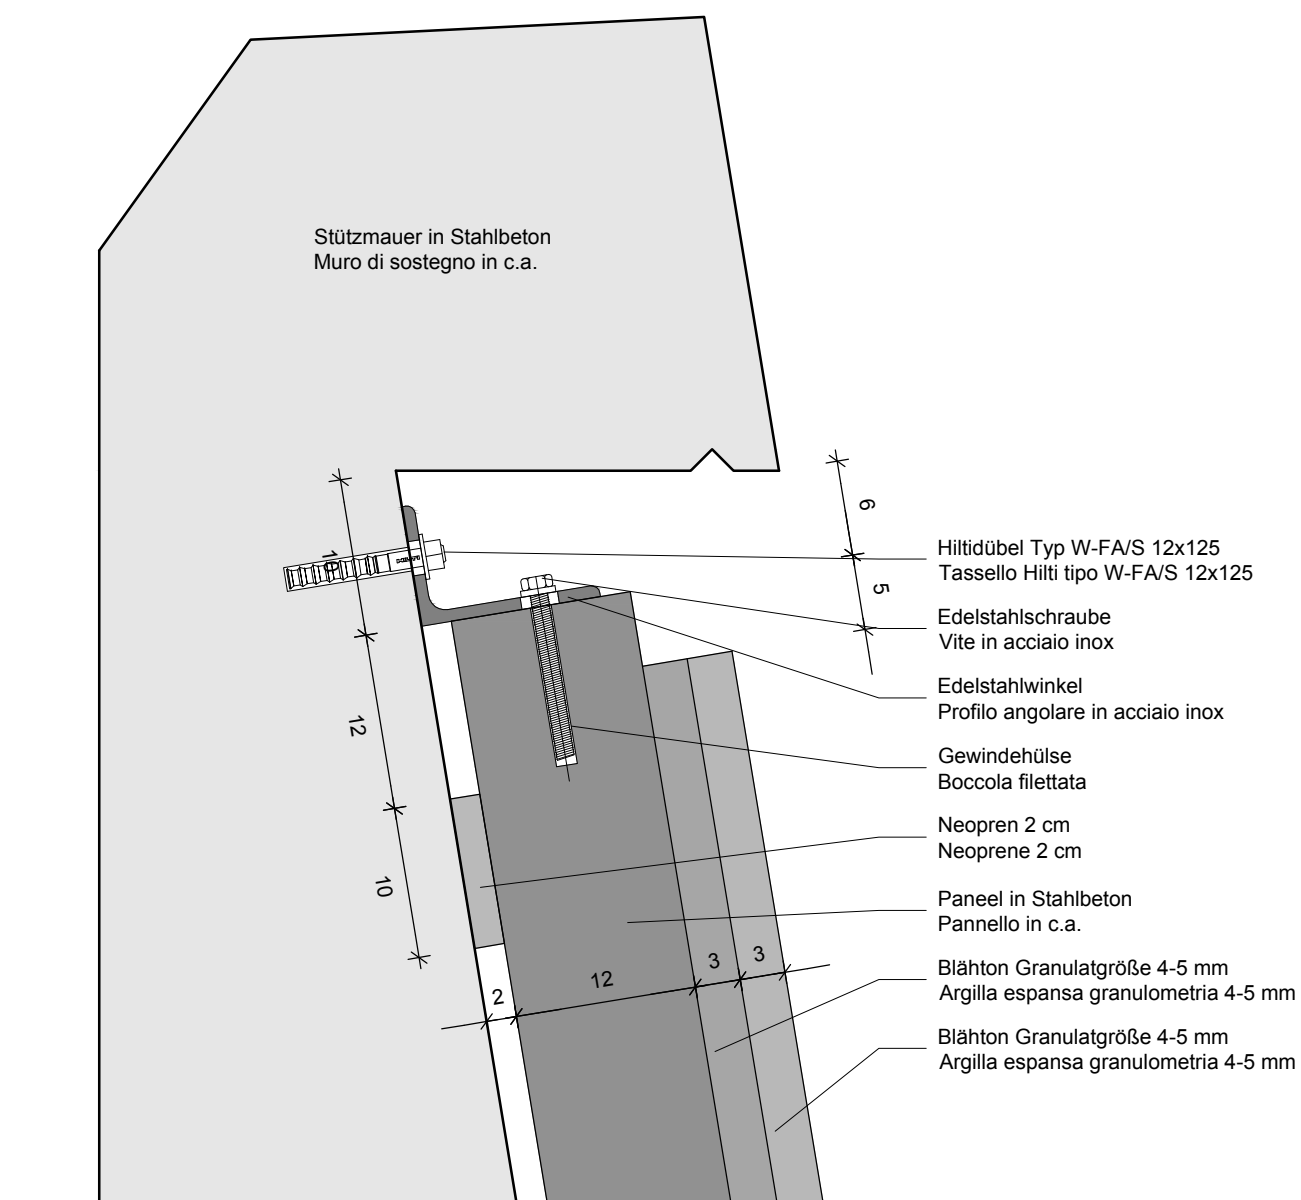 Stützmauer in Stahlbeton
Muro di sostegno in c.a.
6
10
Hiltidübel Typ W-FA/S 12x125
Tassello Hilti tipo W-FA/S 12x125
5
Edelstahlschraube
Vite in acciaio inox
Edelstahlwinkel
Profilo angolare in acciaio inox
12
Gewindehülse
Boccola filettata
Neopren 2 cm
Neoprene 2 cm
10
Paneel in Stahlbeton
Pannello in c.a.
2
12
3
3
Blähton Granulatgröße 4-5 mm
Argilla espansa granulometria 4-5 mm
Blähton Granulatgröße 4-5 mm
Argilla espansa granulometria 4-5 mm